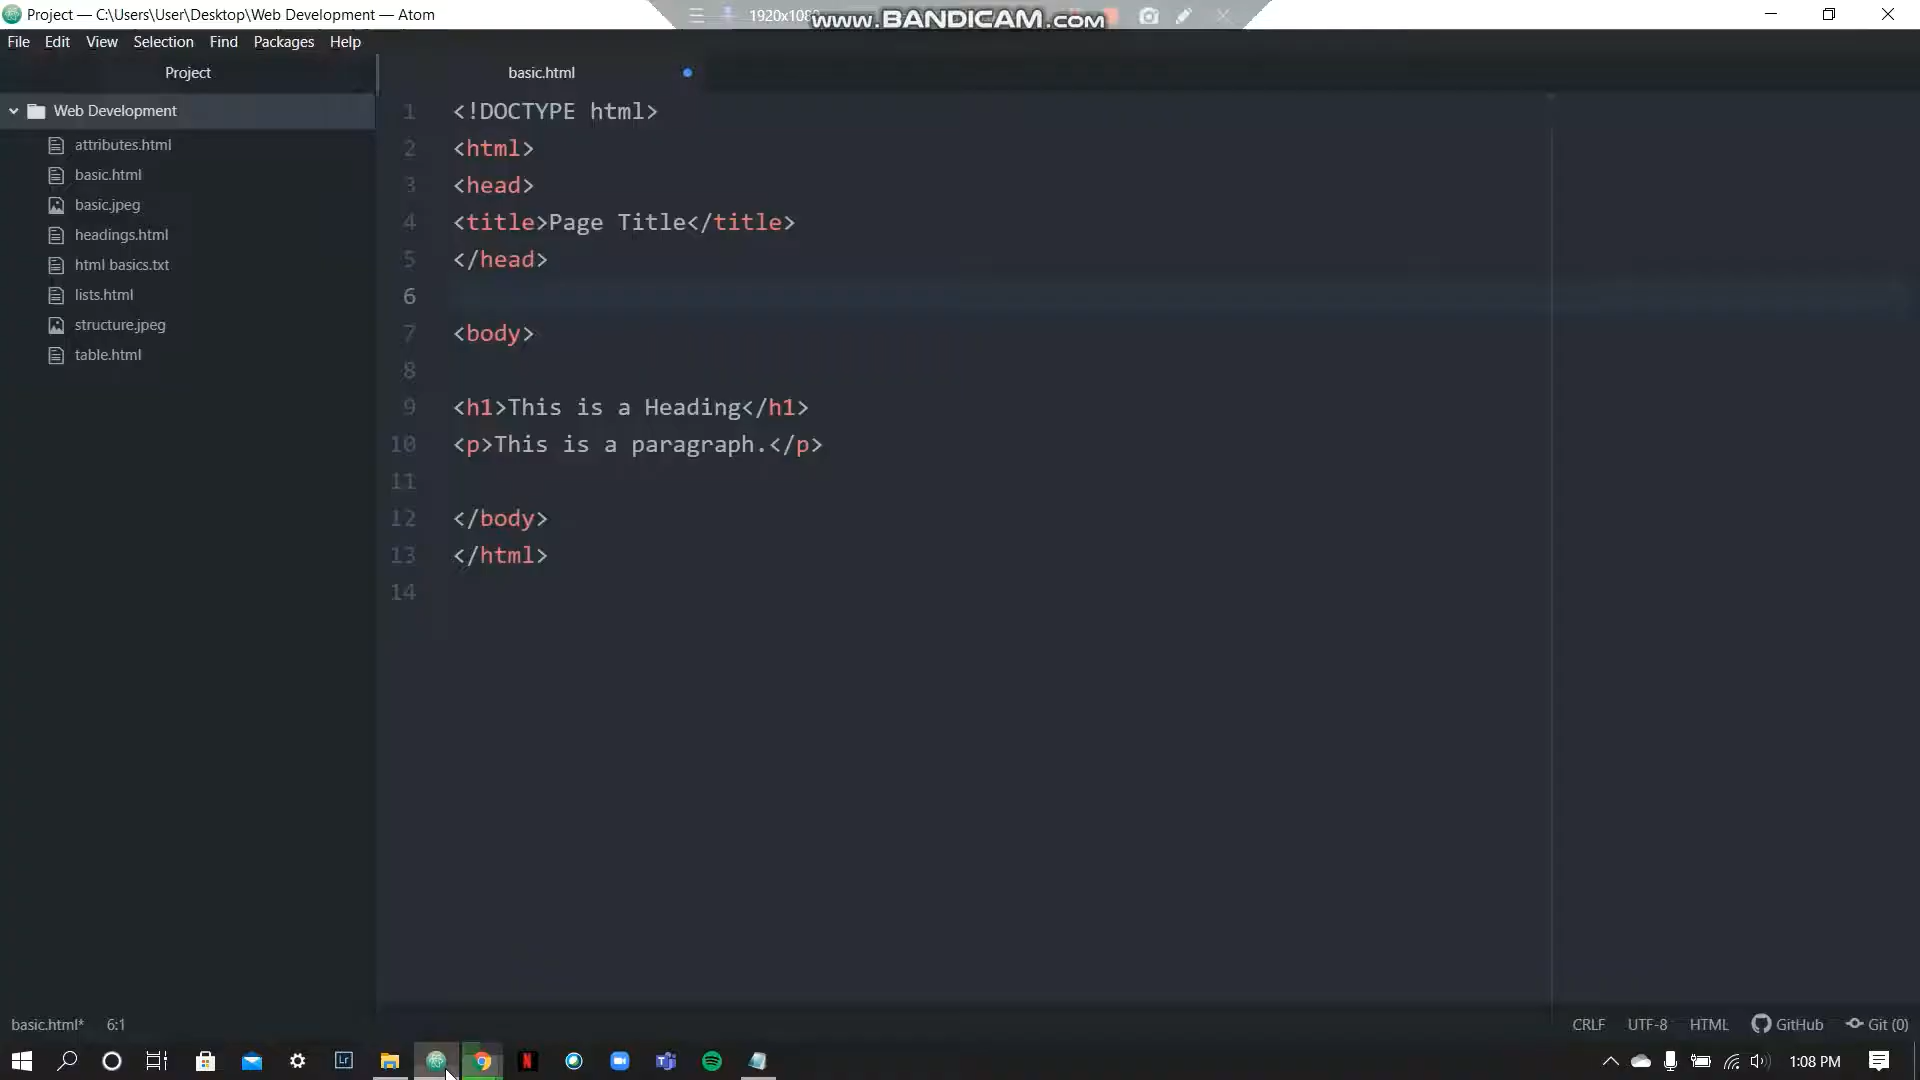 Project — C:\Users\User\Desktop\Web Development — Atom
www.BANDICAM.com
File Edit View Selection Find Packages Help
Project
basic.html
Web Development
attributes.html
basic.html
basic.jpeg
headings.html
html basics.txt
lists.html
structure.jpeg
table.html
1 <!DOCTYPE html>
2 <html>
3 <head>
4 <title>Page Title</title>
5 </head>
6
7 <body>
8
9 <h1>This is a Heading</h1>
10 <p>This is a paragraph.</p>
11
12 </body>
13 </html>
14
basic.html* 6:1
CRLF UTF-8 HTML GitHub Git (0)
Lr
N
1:08 PM